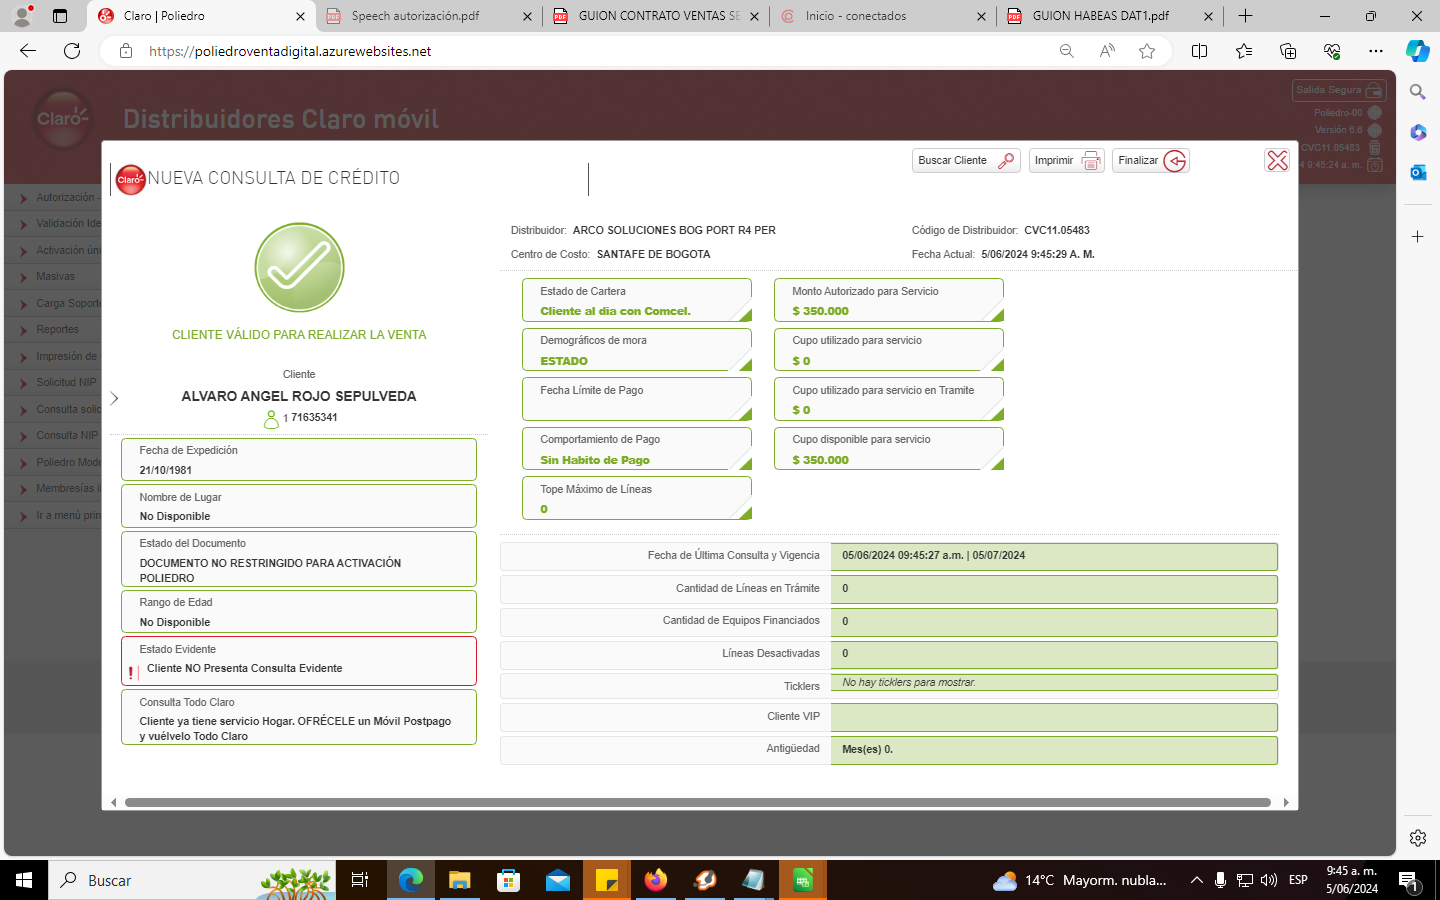 Claro | Poliedro
Speech autorización.pdf
GUION CONTRATO VENTAS SE
Inicio - conectados
GUION HABEAS DAT1.pdf
https://poliedroventadigital.azurewebsites.net
Claro
Distribuidores Claro móvil
Salida Segura
Poliedro-00
Versión 6.6
CVC11.05483
9:45:24 a. m.
Buscar Cliente
Imprimir
Finalizar
Claro
NUEVA CONSULTA DE CRÉDITO
Autorización -
Validación Ide
Activación úni
Masivas
Carga Soporte
Reportes
Impresión de
Solicitud NIP
Consulta solic
Consulta NIP
Poliedro Mod
Membresías
Ir a menú prin
CLIENTE VÁLIDO PARA REALIZAR LA VENTA
Cliente
ALVARO ANGEL ROJO SEPULVEDA
1 71635341
Fecha de Expedición
21/10/1981
Nombre de Lugar
No Disponible
Estado del Documento
DOCUMENTO NO RESTRINGIDO PARA ACTIVACIÓN
POLIEDRO
Rango de Edad
No Disponible
Estado Evidente
Cliente NO Presenta Consulta Evidente
Consulta Todo Claro
Cliente ya tiene servicio Hogar. OFRÉCELE un Móvil Postpago
y vuélvelo Todo Claro
Distribuidor: ARCO SOLUCIONES BOG PORT R4 PER
Código de Distribuidor: CVC11.05483
Centro de Costo: SANTAFE DE BOGOTA
Fecha Actual: 5/06/2024 9:45:29 A. M.
Estado de Cartera
Cliente al dia con Comcel.
Monto Autorizado para Servicio
$ 350.000
Demográficos de mora
ESTADO
Cupo utilizado para servicio
$ 0
Fecha Límite de Pago
Cupo utilizado para servicio en Tramite
$ 0
Comportamiento de Pago
Sin Habito de Pago
Cupo disponible para servicio
$ 350.000
Tope Máximo de Líneas
0
Fecha de Última Consulta y Vigencia
05/06/2024 09:45:27 a.m. | 05/07/2024
Cantidad de Líneas en Trámite
0
Cantidad de Equipos Financiados
0
Líneas Desactivadas
0
Ticklers
No hay ticklers para mostrar.
Cliente VIP
Antigüedad
Mes(es) 0.
Buscar
14°C Mayorm. nubla...
ESP
9:45 a. m.
5/06/2024
1